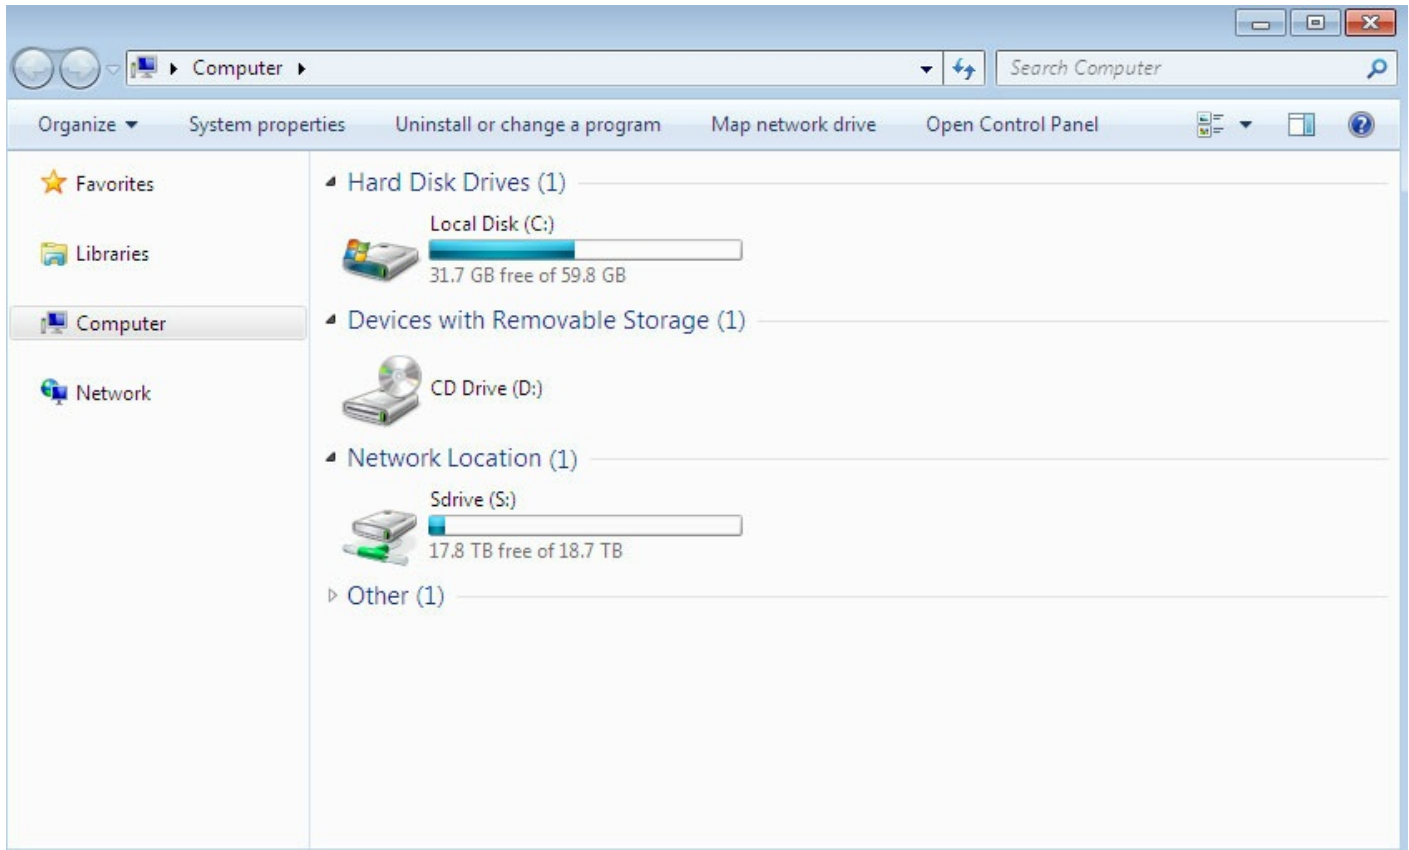 Computer
Search Computer
Organize System properties Uninstall or change a program Map network drive Open Control Panel
Favorites
Libraries
Computer
Network
Hard Disk Drives (1)
Local Disk (C:)
31.7 GB free of 59.8 GB
Devices with Removable Storage (1)
CD Drive (D:)
Network Location (1)
Sdrive (S:)
17.8 TB free of 18.7 TB
Other (1)